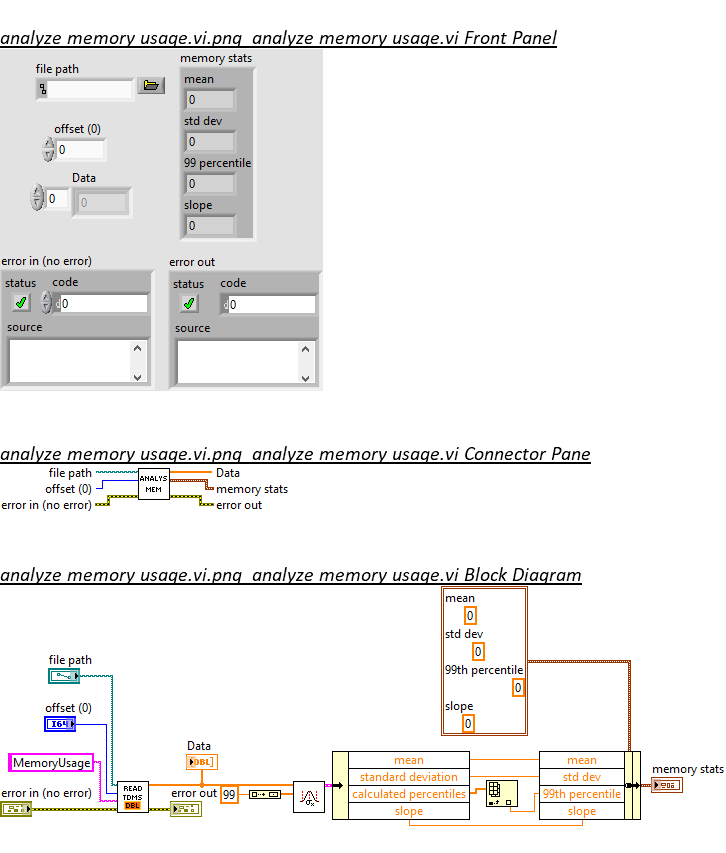 analyze memory usage.vi.png analyze memory usage.vi Front Panel
file path
memory stats
mean
0
std dev
0
99 percentile
0
slope
0
offset (0)
0
Data
0
0
error in (no error)
status
code
0
source
error out
status
code
0
source
analyze memory usage.vi.png analyze memory usage.vi Connector Pane
file path
offset (0)
error in (no error)
ANALYS
MEM
Data
memory stats
error out
analyze memory usage.vi.png analyze memory usage.vi Block Diagram
mean
0
std dev
0
99th percentile
0
slope
0
file path
offset (0)
I64
MemoryUsage
error in (no error)
READ
TDMS
DBL
Data
DBL]
error out
99
σx
mean
standard deviation
calculated percentiles
slope
mean
std dev
99th percentile
slope
memory stats